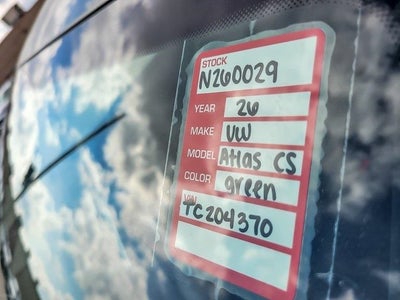 STOCK
N260029
YEAR 26
MAKE VW
MODEL Atlas CS
COLOR green
VIN
TC204370